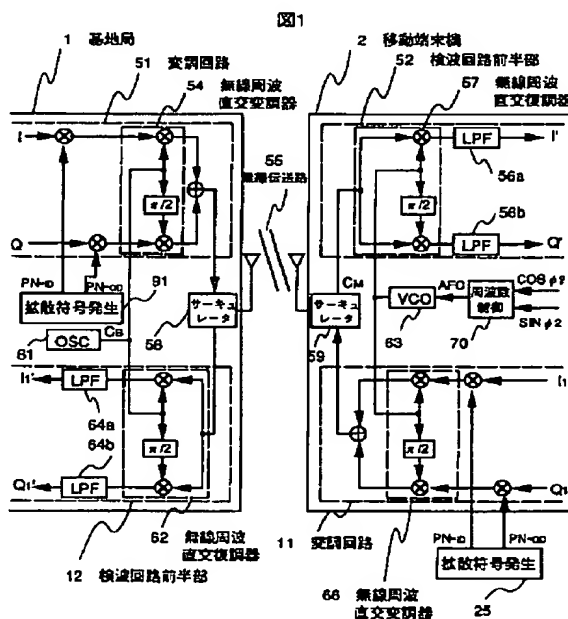 図1
1 基地局
51 変調回路
54 無線周波
直交変調器
2 移動端末機
52 検波回路前半部
57 無線周波
直交復調器
I
Q
π/2
PN-ID
PN-QD
拡散符号発生
91
OSC
61
CB
55
無線伝送路
サーキュ
レータ
58
LPF
I'
56a
56b
LPF
Q'
π/2
CM
サーキュ
レータ
59
VCO
63
AFC
周波数
制御
70
COS φ2
SIN φ2
I1'
LPF
64a
64b
Q1'
LPF
π/2
62 無線周波
直交復調器
12 検波回路前半部
I1
Q1
π/2
11 変調回路
66 無線周波
直交変調器
PN-ID
PN-QD
拡散符号発生
25